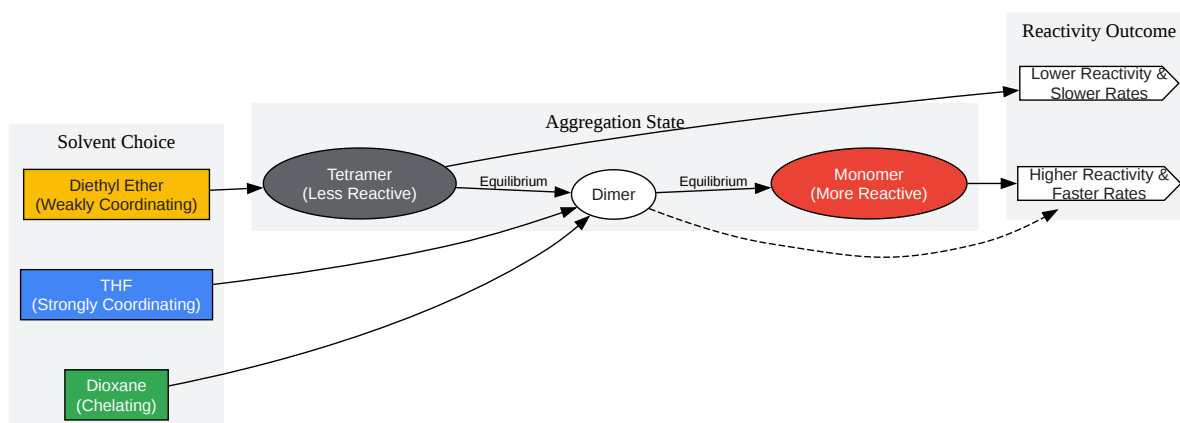 Solvent Choice
Diethyl Ether
(Weakly Coordinating)
THF
(Strongly Coordinating)
Dioxane
(Chelating)
Aggregation State
Tetramer
(Less Reactive)
Equilibrium
Dimer
Equilibrium
Monomer
(More Reactive)
Reactivity Outcome
Lower Reactivity &
Slower Rates
Higher Reactivity &
Faster Rates